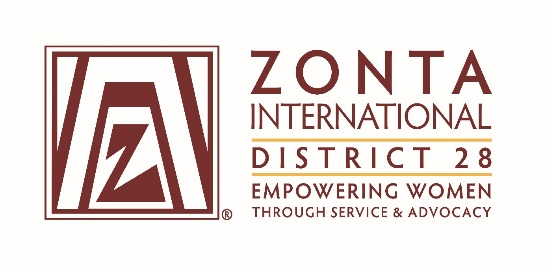 ZONTA
INTERNATIONAL
DISTRICT 28
EMPOWERING WOMEN
THROUGH SERVICE & ADVOCACY
Z
®